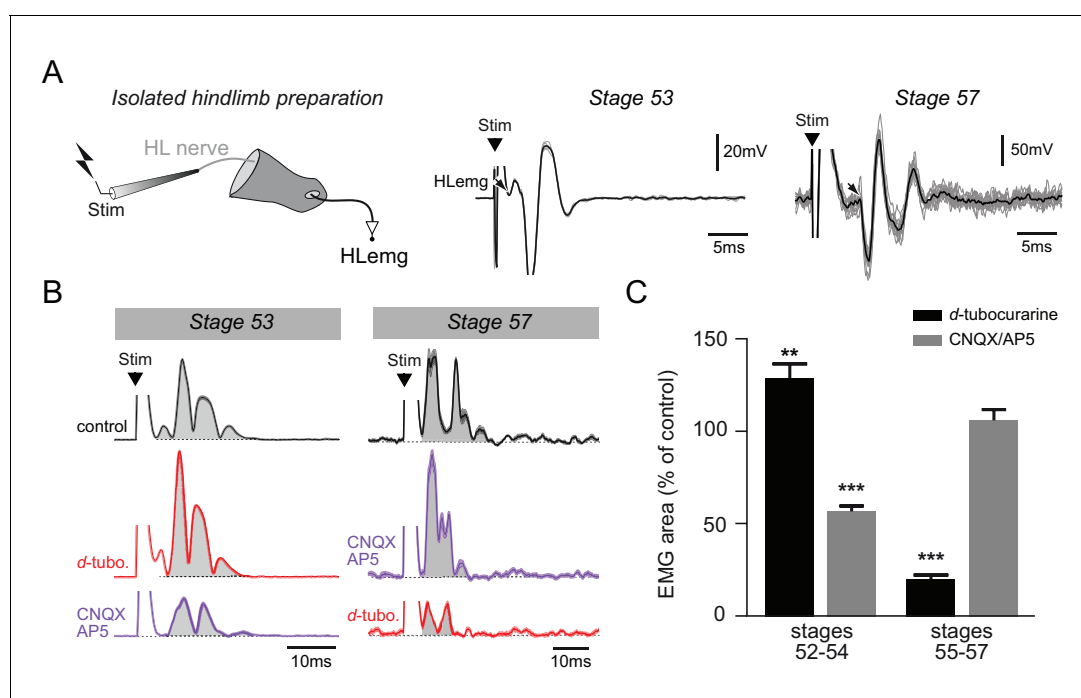 A
Isolated hindlimb preparation
HL nerve
Stim
HLemg
Stage 53
Stim
HLemg
20mV
5ms
Stage 57
Stim
50mV
5ms
B
Stage 53
Stim
control
d-tubo.
CNQX
AP5
10ms
Stage 57
Stim
CNQX
AP5
d-tubo.
10ms
C
d-tubocurarine
CNQX/AP5
EMG area (% of control)
150
100
50
0
**
***
***
stages
52-54
stages
55-57